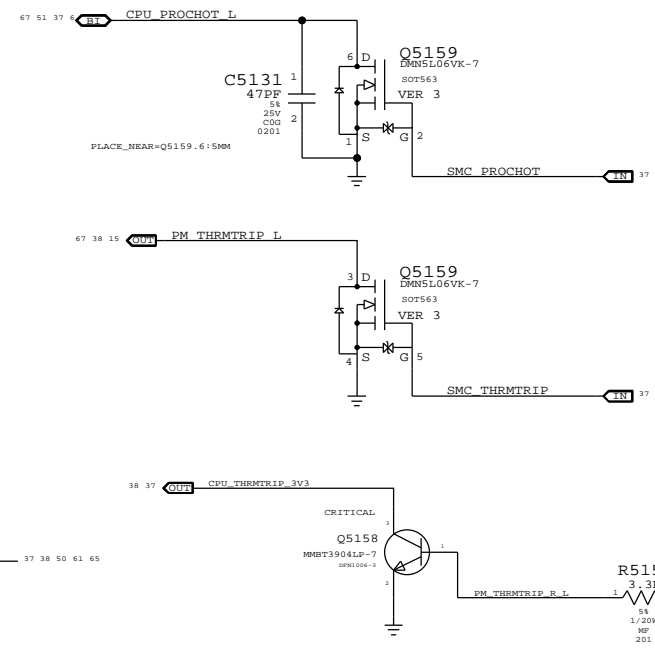 67 51 37 6 BI CPU_PROCHOT_L
6 D Q5159
DMN5L06VK-7
SOT563
VER 3
C5131 1
47PF
5%
25V
C0G
0201
2
1 S G 2
PLACE_NEAR=Q5159.6:5MM
SMC_PROCHOT IN 37
67 38 15 OUT PM_THRMTRIP_L
3 D Q5159
DMN5L06VK-7
SOT563
VER 3
4 S G 5
SMC_THRMTRIP IN 37
38 37 OUT CPU_THRMTRIP_3V3
CRITICAL
3
Q5158
MMBT3904LP-7
DFN1006-3
1
2
37 38 50 61 65
PM_THRMTRIP_R_L
1
5%
MF
201